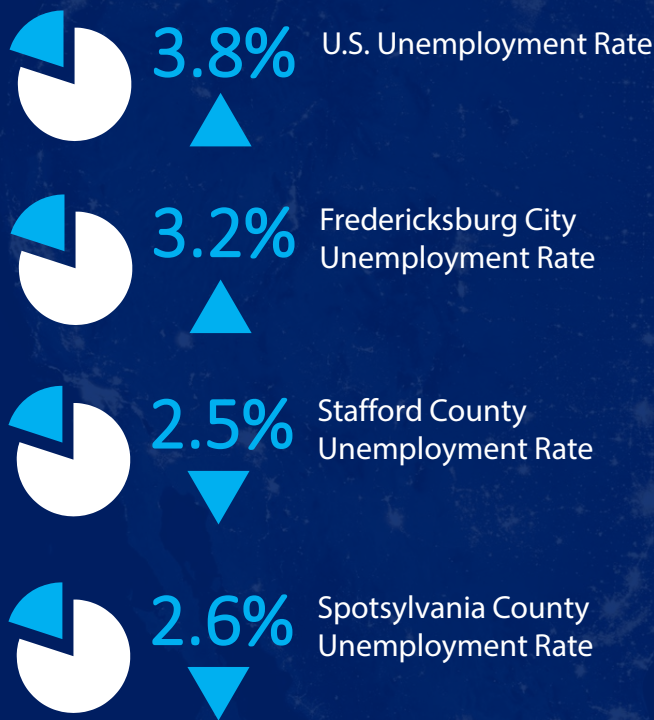 3.8%
U.S. Unemployment Rate
3.2%
Fredericksburg City
Unemployment Rate
2.5%
Stafford County
Unemployment Rate
2.6%
Spotsylvania County
Unemployment Rate